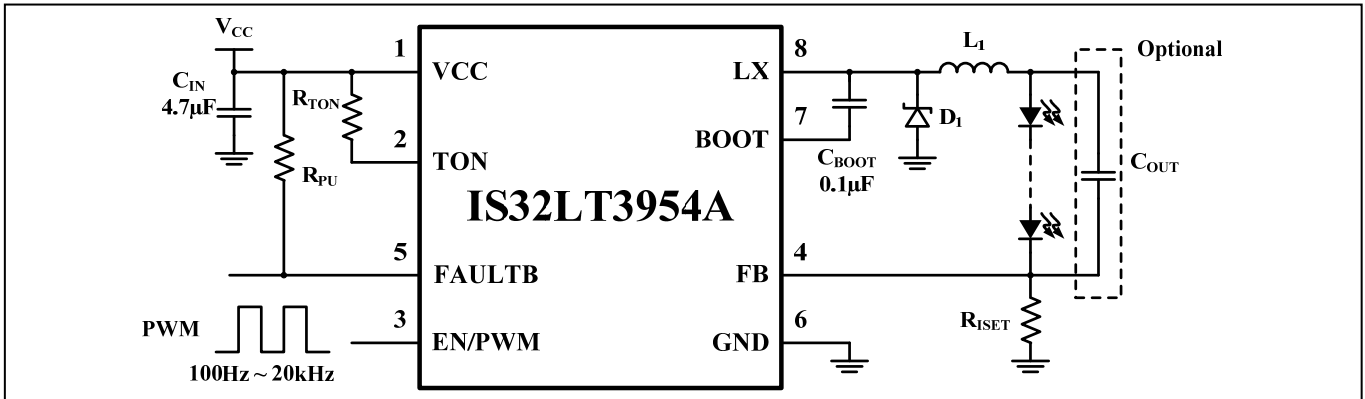 VCC
CIN
4.7µF
RTON
RPU
1
VCC
2
TON
IS32LT3954A
5
FAULTB
3
EN/PWM
PWM
100Hz ~ 20kHz
8
LX
7
BOOT
4
FB
6
GND
L1
D1
CBOOT
0.1µF
Optional
COUT
RISET